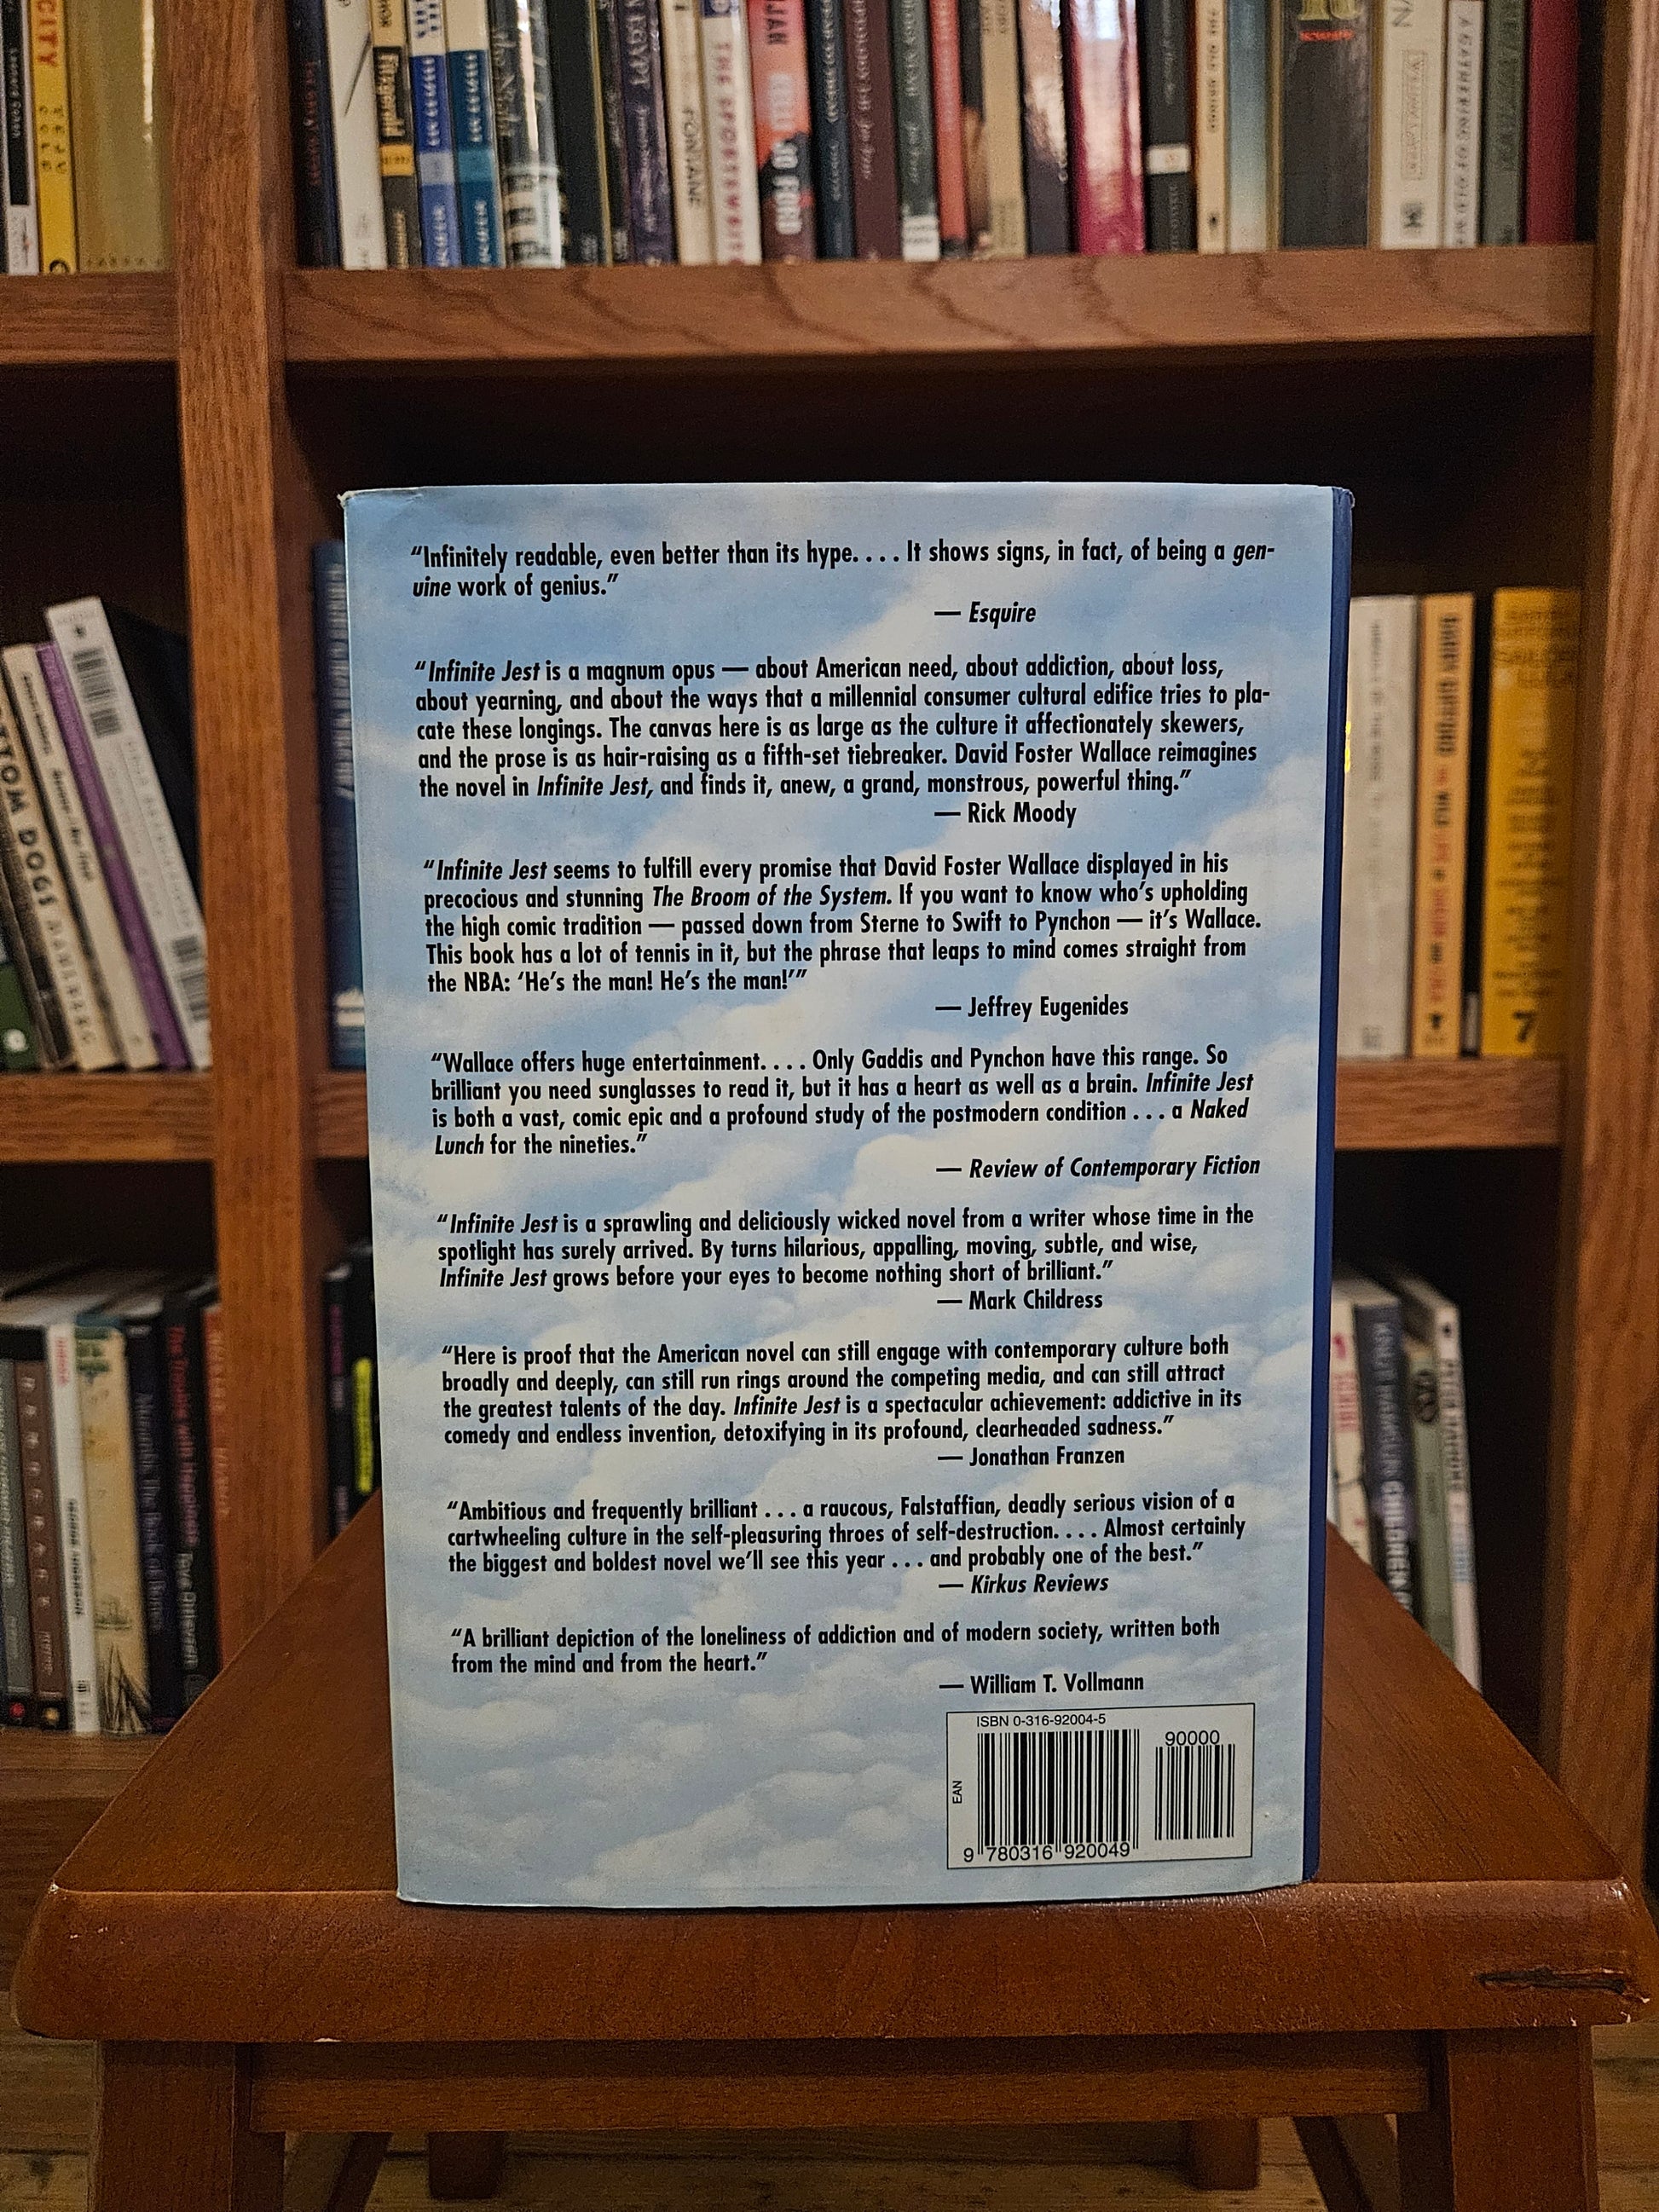 CITY
Fitzgerald
EGYPT
FONTANE
THE SPORTSWRITER
“Infinitely readable, even better than its hype. . . . It shows signs, in fact, of being a gen-
uine work of genius.”
— Esquire
“Infinite Jest is a magnum opus — about American need, about addiction, about loss,
about yearning, and about the ways that a millennial consumer cultural edifice tries to pla-
cate these longings. The canvas here is as large as the culture it affectionately skewers,
and the prose is as hair-raising as a fifth-set tiebreaker. David Foster Wallace reimagines
the novel in Infinite Jest, and finds it, anew, a grand, monstrous, powerful thing.”
— Rick Moody
“Infinite Jest seems to fulfill every promise that David Foster Wallace displayed in his
precocious and stunning The Broom of the System. If you want to know who’s upholding
the high comic tradition — passed down from Sterne to Swift to Pynchon — it’s Wallace.
This book has a lot of tennis in it, but the phrase that leaps to mind comes straight from
the NBA: ‘He’s the man! He’s the man!’”
— Jeffrey Eugenides
“Wallace offers huge entertainment. . . . Only Gaddis and Pynchon have this range. So
brilliant you need sunglasses to read it, but it has a heart as well as a brain. Infinite Jest
is both a vast, comic epic and a profound study of the postmodern condition . . . a Naked
Lunch for the nineties.”
— Review of Contemporary Fiction
“Infinite Jest is a sprawling and deliciously wicked novel from a writer whose time in the
spotlight has surely arrived. By turns hilarious, appalling, moving, subtle, and wise,
Infinite Jest grows before your eyes to become nothing short of brilliant.”
— Mark Childress
“Here is proof that the American novel can still engage with contemporary culture both
broadly and deeply, can still run rings around the competing media, and can still attract
the greatest talents of the day. Infinite Jest is a spectacular achievement: addictive in its
comedy and endless invention, detoxifying in its profound, clearheaded sadness.”
— Jonathan Franzen
“Ambitious and frequently brilliant . . . a raucous, Falstaffian, deadly serious vision of a
cartwheeling culture in the self-pleasuring throes of self-destruction. . . . Almost certainly
the biggest and boldest novel we’ll see this year . . . and probably one of the best.”
— Kirkus Reviews
“A brilliant depiction of the loneliness of addiction and of modern society, written both
from the mind and from the heart.”
— William T. Vollmann
ISBN 0-316-92004-5
90000
EAN
9 780316 920049
BOTTOM DOGS DAHLBERG
7